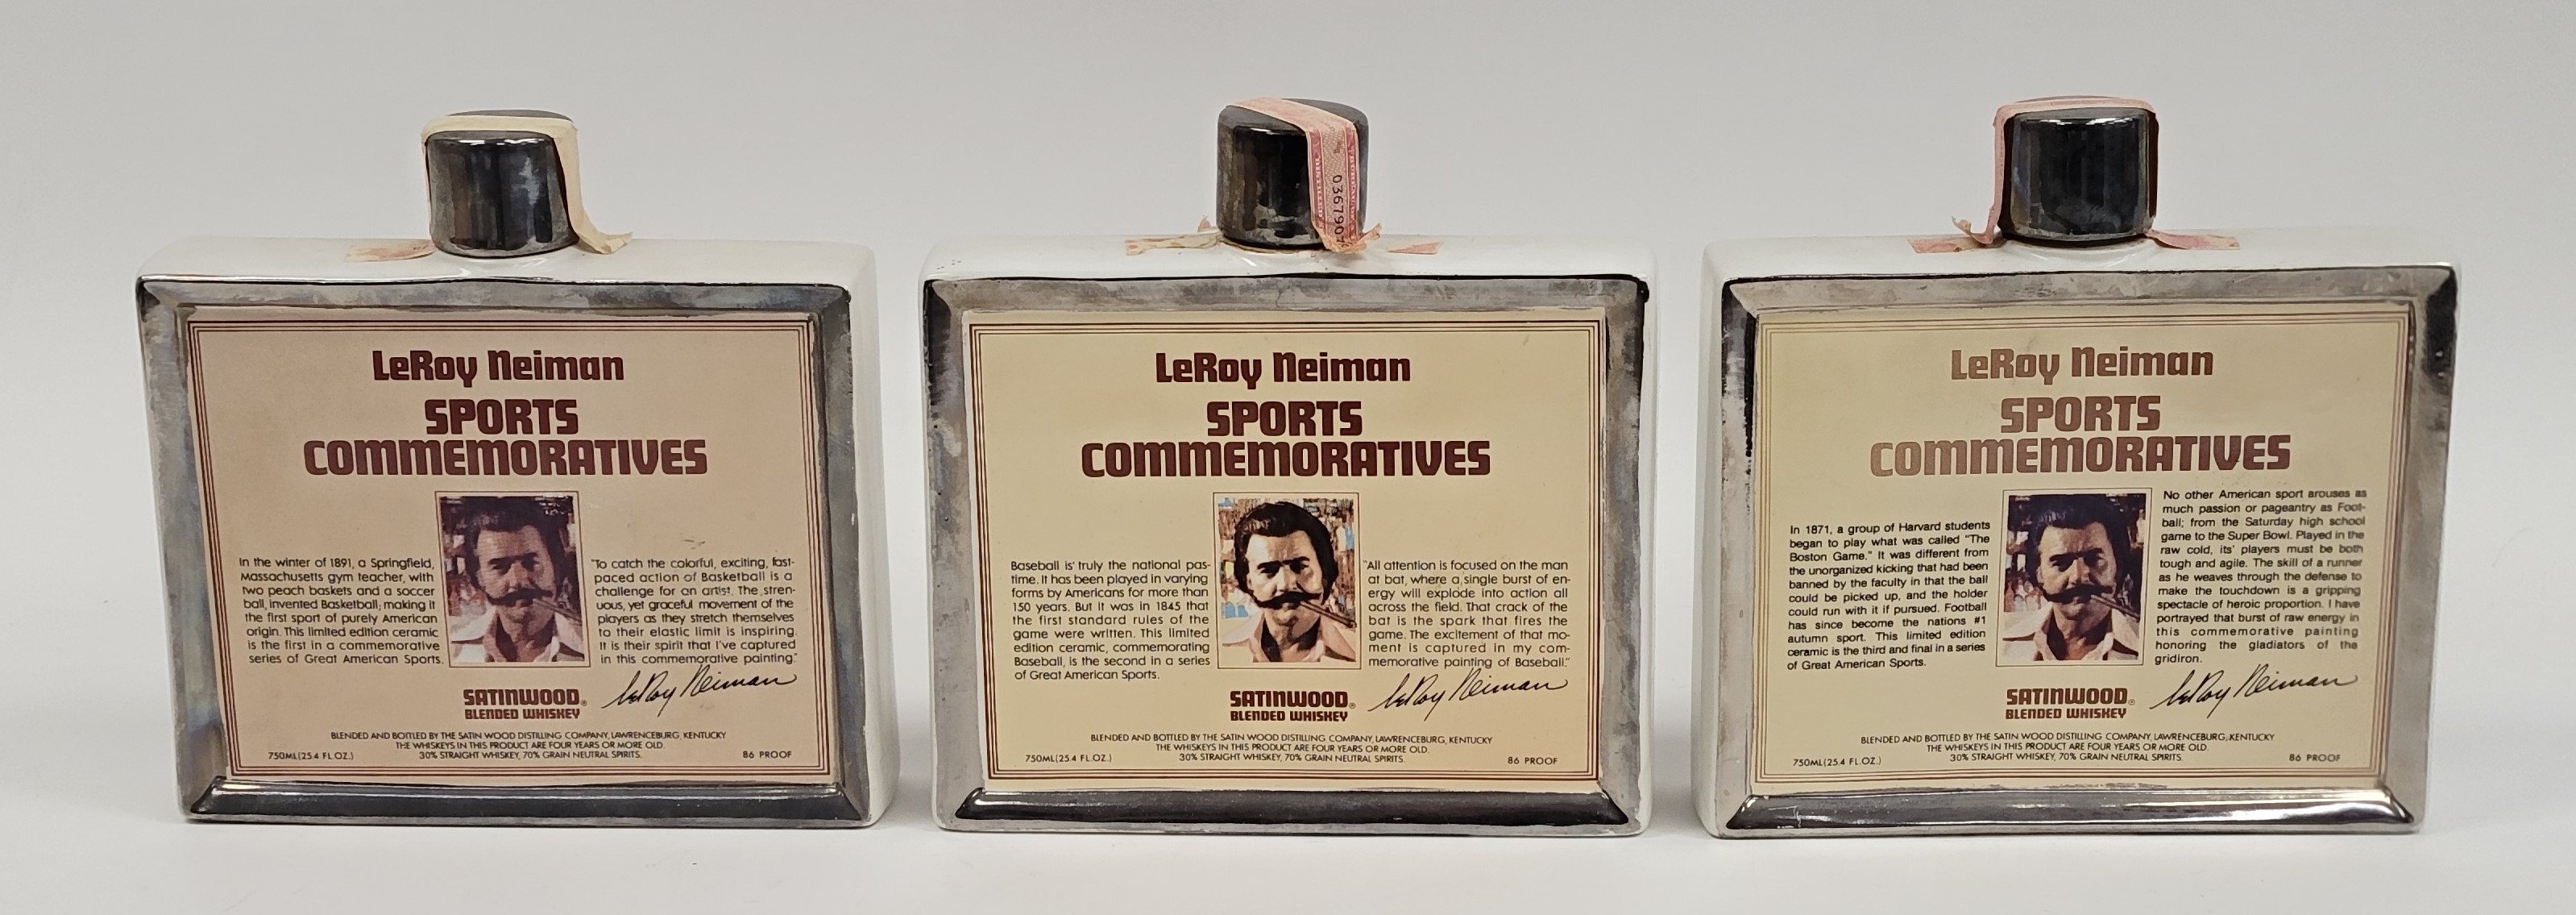 LeRoy Neiman
SPORTS
COMMEMORATIVES
In the winter of 1891, a Springfield,
Massachusetts gym teacher, with
two peach baskets and a soccer
ball, invented Basketball; making it
the first sport of purely American
origin. This limited edition ceramic
is the first in a commemorative
series of Great American Sports.
"To catch the colorful, exciting, fast-
paced action of Basketball is a
challenge for an artist. The stren-
uous, yet graceful movement of the
players as they stretch themselves
to their elastic limit is inspiring.
It is their spirit that I've captured
in this commemorative painting."
LeRoy Neiman
SATINWOOD®
BLENDED WHISKEY
BLENDED AND BOTTLED BY THE SATIN WOOD DISTILLING COMPANY, LAWRENCEBURG, KENTUCKY
THE WHISKEYS IN THIS PRODUCT ARE FOUR YEARS OR MORE OLD.
750ML(25.4 FL.OZ.) 30% STRAIGHT WHISKEY, 70% GRAIN NEUTRAL SPIRITS. 86 PROOF
LeRoy Neiman
SPORTS
COMMEMORATIVES
Baseball is' truly the national pas-
time. It has been played in varying
forms by Americans for more than
150 years. But it was in 1845 that
the first standard rules of the
game were written. This limited
edition ceramic, commemorating
Baseball, is the second in a series
of Great American Sports.
"All attention is focused on the man
at bat, where a single burst of en-
ergy will explode into action all
across the field. That crack of the
bat is the spark that fires the
game. The excitement of that mo-
ment is captured in my com-
memorative painting of Baseball."
LeRoy Neiman
SATINWOOD®
BLENDED WHISKEY
BLENDED AND BOTTLED BY THE SATIN WOOD DISTILLING COMPANY, LAWRENCEBURG, KENTUCKY
THE WHISKEYS IN THIS PRODUCT ARE FOUR YEARS OR MORE OLD.
750ML(25.4 FL.OZ.) 30% STRAIGHT WHISKEY, 70% GRAIN NEUTRAL SPIRITS. 86 PROOF
LeRoy Neiman
SPORTS
COMMEMORATIVES
In 1871, a group of Harvard students
began to play what was called "The
Boston Game." It was different from
the unorganized kicking that had been
banned by the faculty in that the ball
could be picked up, and the holder
could run with it if pursued. Football
has since become the nations #1
autumn sport. This limited edition
ceramic is the third and final in a series
of Great American Sports.
No other American sport arouses as
much passion or pageantry as Foot-
ball; from the Saturday high school
game to the Super Bowl. Played in the
raw cold, its' players must be both
tough and agile. The skill of a runner
as he weaves through the defense to
make the touchdown is a gripping
spectacle of heroic proportion. I have
portrayed that burst of raw energy in
this commemorative painting
honoring the gladiators of the
gridiron.
LeRoy Neiman
SATINWOOD®
BLENDED WHISKEY
BLENDED AND BOTTLED BY THE SATIN WOOD DISTILLING COMPANY, LAWRENCEBURG, KENTUCKY
THE WHISKEYS IN THIS PRODUCT ARE FOUR YEARS OR MORE OLD.
750ML(25.4 FL.OZ.) 30% STRAIGHT WHISKEY, 70% GRAIN NEUTRAL SPIRITS. 86 PROOF